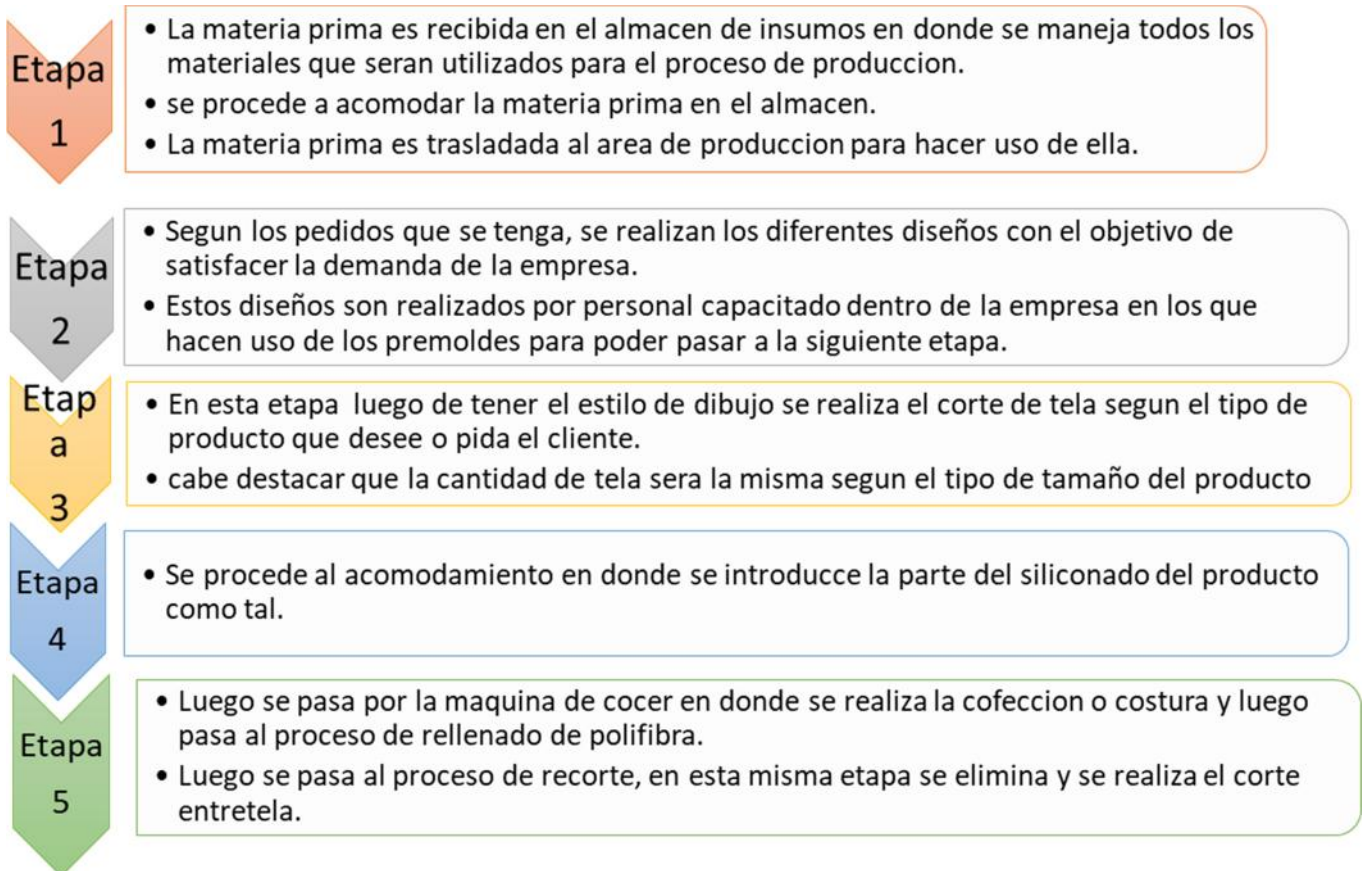 Etapa
1
• La materia prima es recibida en el almacen de insumos en donde se maneja todos los
materiales que seran utilizados para el proceso de produccion.
• se procede a acomodar la materia prima en el almacen.
• La materia prima es trasladada al area de produccion para hacer uso de ella.
Etapa
2
• Segun los pedidos que se tenga, se realizan los diferentes diseños con el objetivo de
satisfacer la demanda de la empresa.
• Estos diseños son realizados por personal capacitado dentro de la empresa en los que
hacen uso de los premoldes para poder pasar a la siguiente etapa.
Etap
a
3
• En esta etapa luego de tener el estilo de dibujo se realiza el corte de tela segun el tipo de
producto que desee o pida el cliente.
• cabe destacar que la cantidad de tela sera la misma segun el tipo de tamaño del producto
Etapa
4
• Se procede al acomodamiento en donde se introducce la parte del siliconado del producto
como tal.
Etapa
5
• Luego se pasa por la maquina de cocer en donde se realiza la cofeccion o costura y luego
pasa al proceso de rellenado de polifibra.
• Luego se pasa al proceso de recorte, en esta misma etapa se elimina y se realiza el corte
entretela.